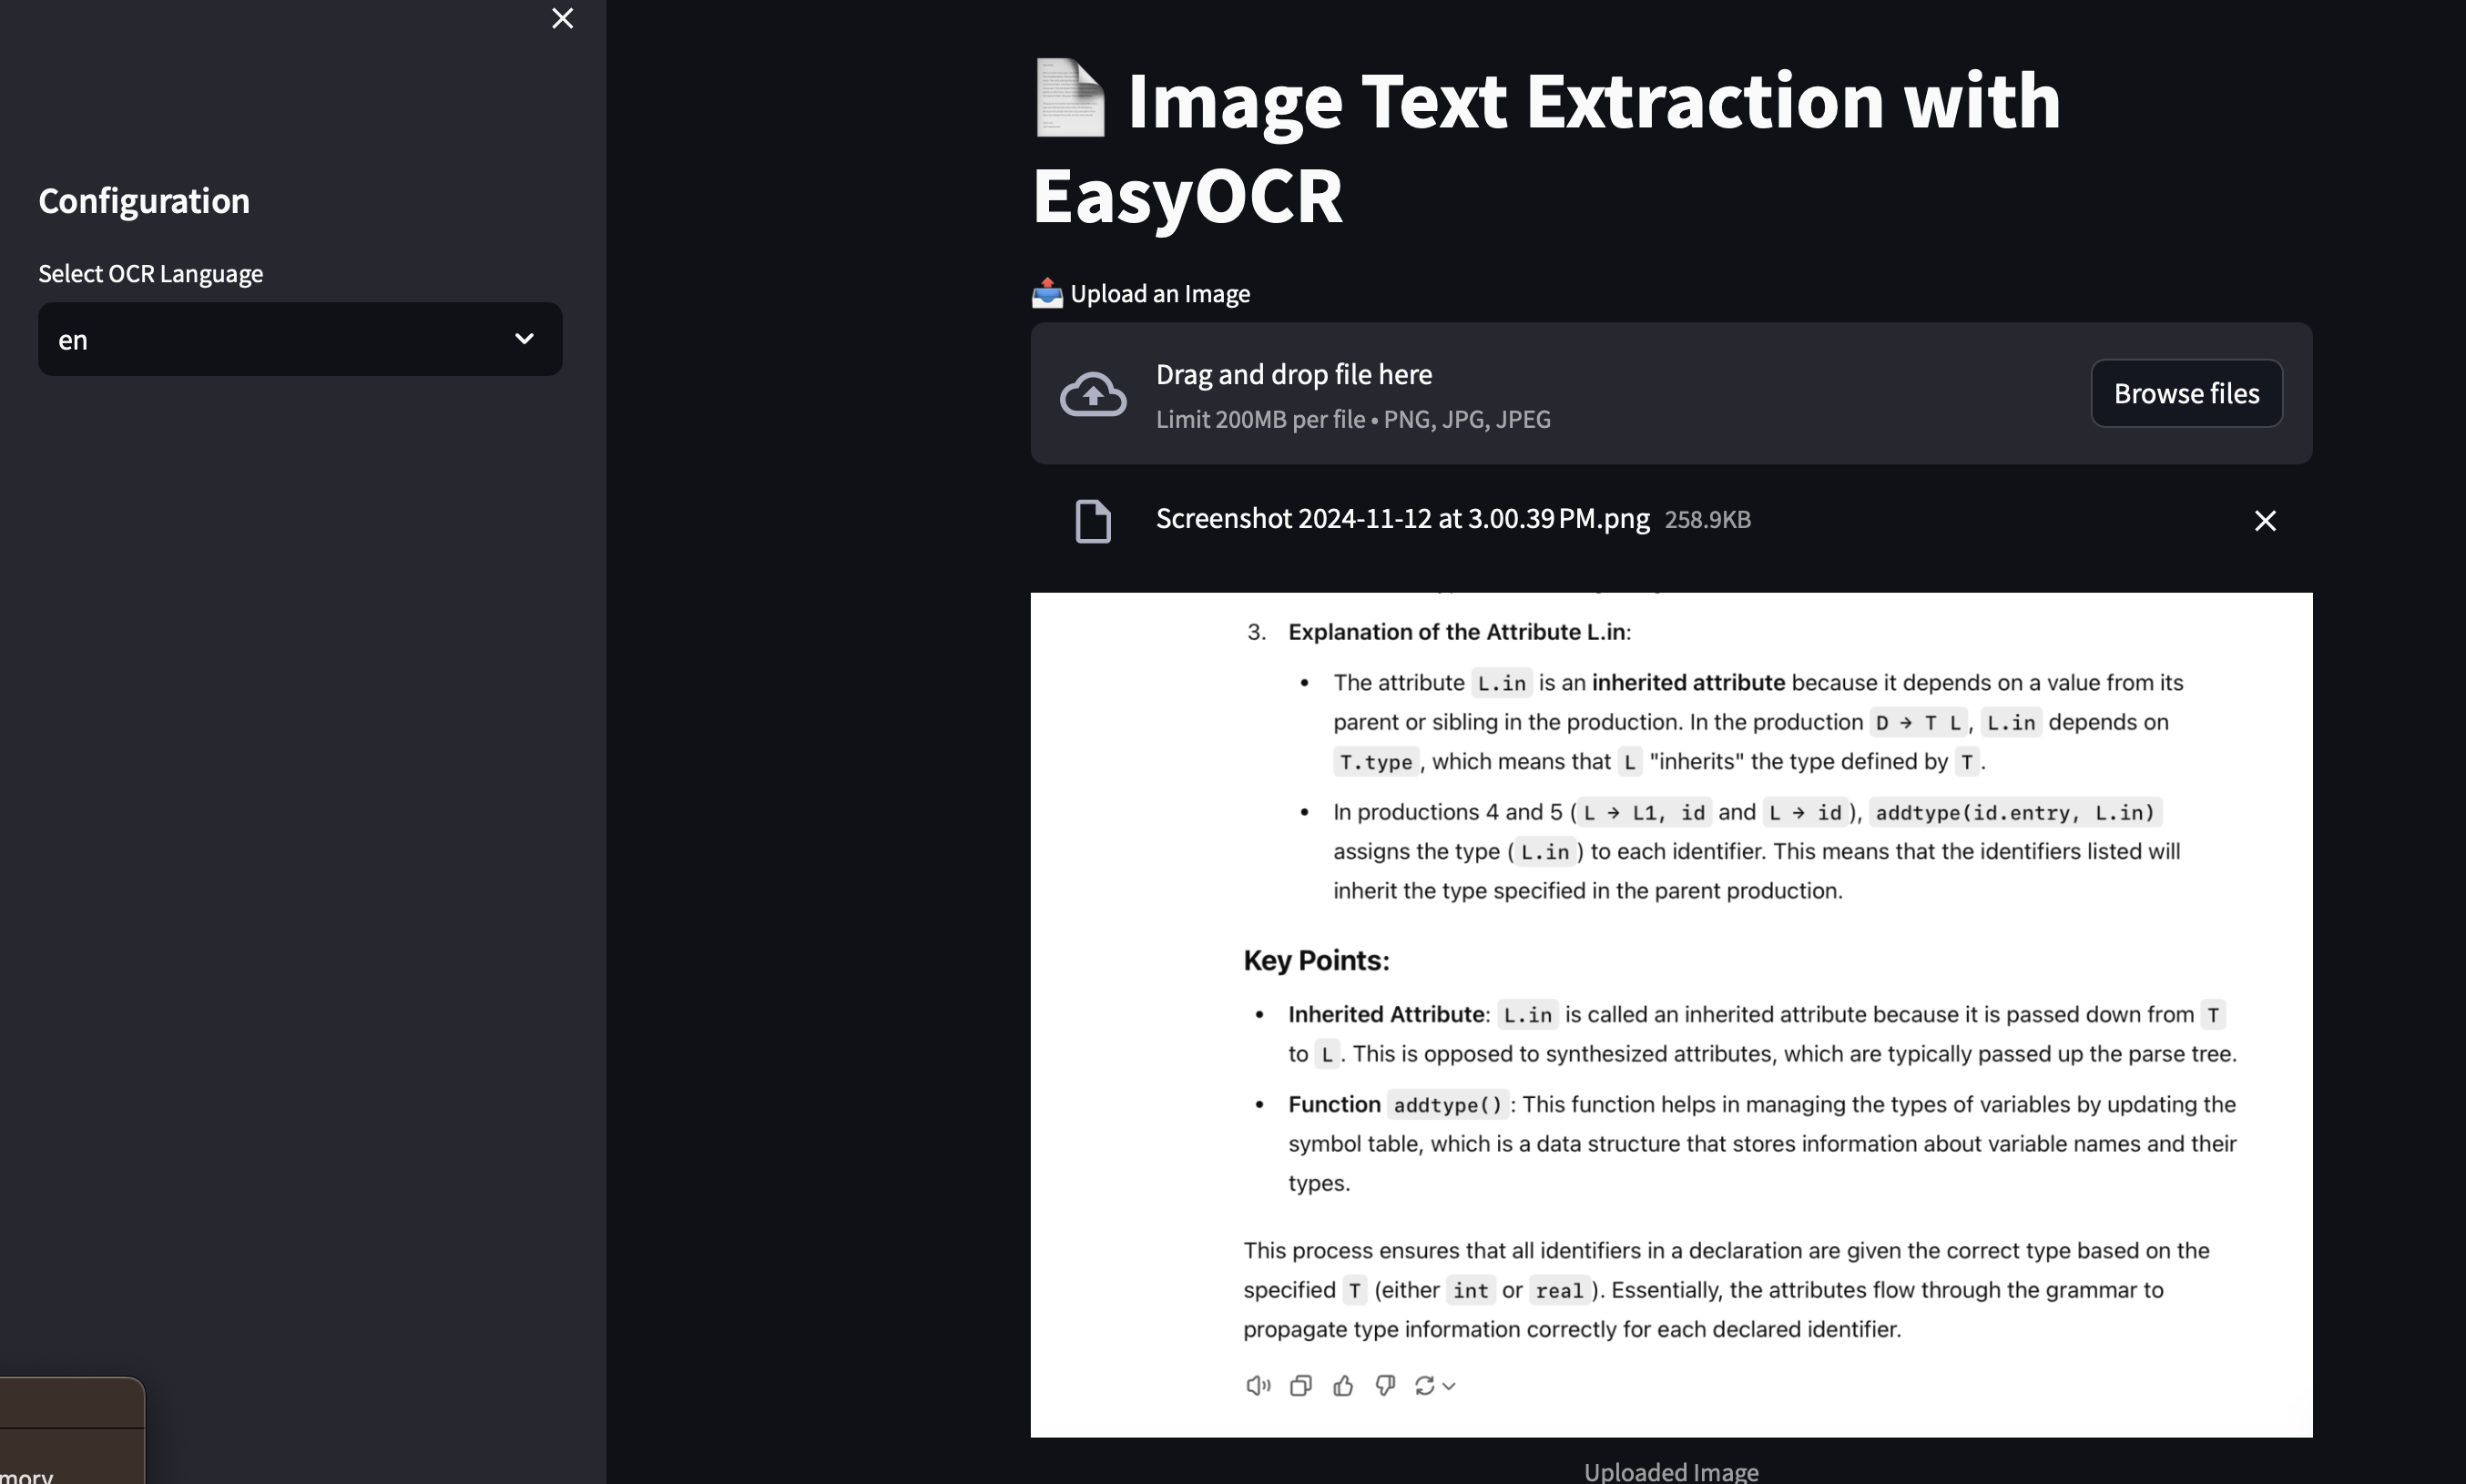 Configuration
Select OCR Language
en
Image Text Extraction with
EasyOCR
Upload an Image
Drag and drop file here
Limit 200MB per file • PNG, JPG, JPEG
Browse files
Screenshot 2024-11-12 at 3.00.39 PM.png 258.9KB
3. Explanation of the Attribute L.in:
• The attribute L.in is an inherited attribute because it depends on a value from its
parent or sibling in the production. In the production D → T L, L.in depends on
T.type, which means that L "inherits" the type defined by T.
• In productions 4 and 5 (L → L1, id and L → id), addtype(id.entry, L.in)
assigns the type (L.in) to each identifier. This means that the identifiers listed will
inherit the type specified in the parent production.
Key Points:
• Inherited Attribute: L.in is called an inherited attribute because it is passed down from T
to L. This is opposed to synthesized attributes, which are typically passed up the parse tree.
• Function addtype(): This function helps in managing the types of variables by updating the
symbol table, which is a data structure that stores information about variable names and their
types.
This process ensures that all identifiers in a declaration are given the correct type based on the
specified T (either int or real). Essentially, the attributes flow through the grammar to
propagate type information correctly for each declared identifier.
Uploaded Image